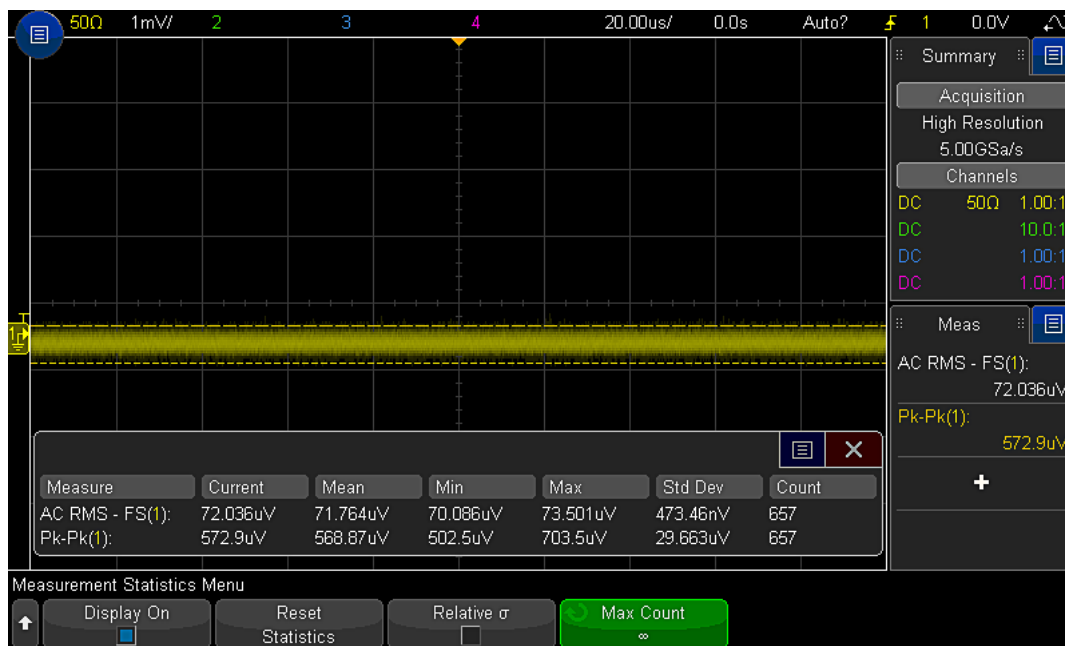 50Ω 1mV/ 2 3 4 20.00us/ 0.0s Auto? 1 0.0V
Summary
Acquisition
High Resolution
5.00GSa/s
Channels
DC 50Ω 1.00:1
DC 10.0:1
DC 1.00:1
DC 1.00:1
T
1
Meas
AC RMS - FS(1):
72.036uV
Pk-Pk(1):
572.9uV
+
Measure Current Mean Min Max Std Dev Count
AC RMS - FS(1): 72.036uV 71.764uV 70.086uV 73.501uV 473.46nV 657
Pk-Pk(1): 572.9uV 568.87uV 502.5uV 703.5uV 29.663uV 657
Measurement Statistics Menu
Display On
Reset
Statistics
Relative σ
Max Count
∞